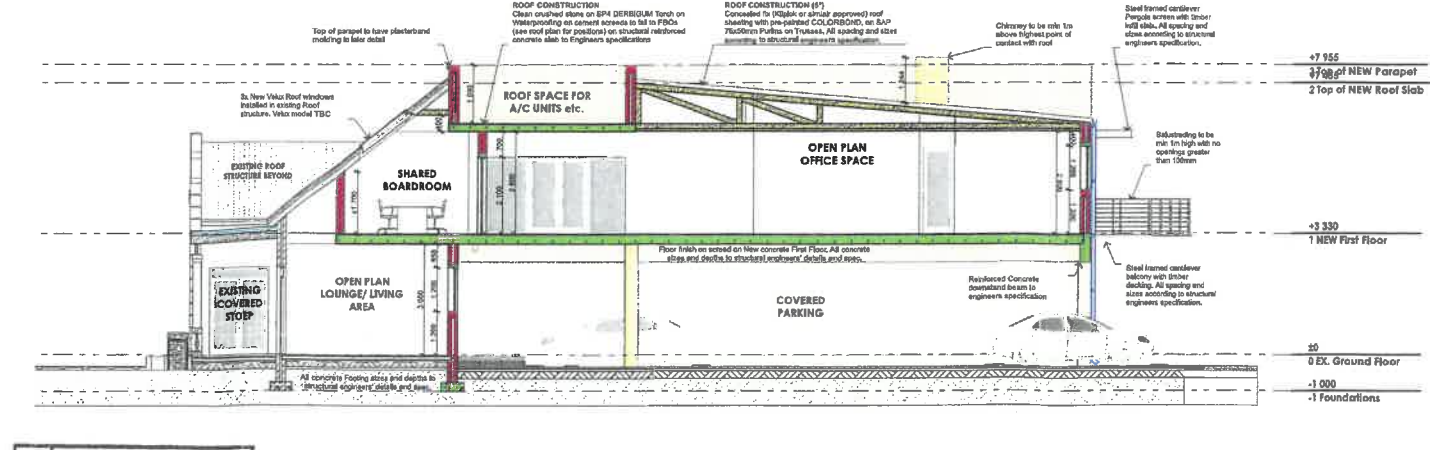 ROOF CONSTRUCTION
Clean crushed stone on SP4 DERBIGUM Torch on
Waterproofing on cement screeds to fall to FBOs
(see roof plan for positions) on structural reinforced
concrete slab to Engineers specifications
ROOF CONSTRUCTION (5°)
Concealed fix (Kliplok or similair approved) roof
sheeting with pre-painted COLORBOND, on SAP
76x50mm Purlins on Trusses. All spacing and sizes
according to structural engineers specification
Steel framed cantilever
Pergola screen with timber
infill slats. All spacing and
sizes according to structural
engineers specification.
Top of parapet to have plasterband
molding to later detail
Chimney to be min 1m
above highest point of
contact with roof
+7 955
3 Top of NEW Parapet
2 Top of NEW Roof Slab
3x New Velux Roof windows
installed in existing Roof
structure. Velux model TBC
ROOF SPACE FOR
A/C UNITS etc.
Balustrading to be
min 1m high with no
openings greater
than 100mm
OPEN PLAN
OFFICE SPACE
EXISTING ROOF
STRUCTURE BEYOND
SHARED
BOARDROOM
±1,700
2,100
+3 330
1 NEW First Floor
Floor finish on screed on New concrete First Floor. All concrete
sizes and depths to structural engineers' details and spec.
Steel framed cantilever
balcony with timber
decking. All spacing and
sizes according to structural
engineers specification.
Reinforced Concrete
downstand beam to
engineers specification
OPEN PLAN
LOUNGE/ LIVING
AREA
EXISTING
COVERED
STOEP
COVERED
PARKING
±0
0 EX. Ground Floor
All concrete Footing sizes and depths to
structural engineers' details and spec.
-1 000
-1 Foundations